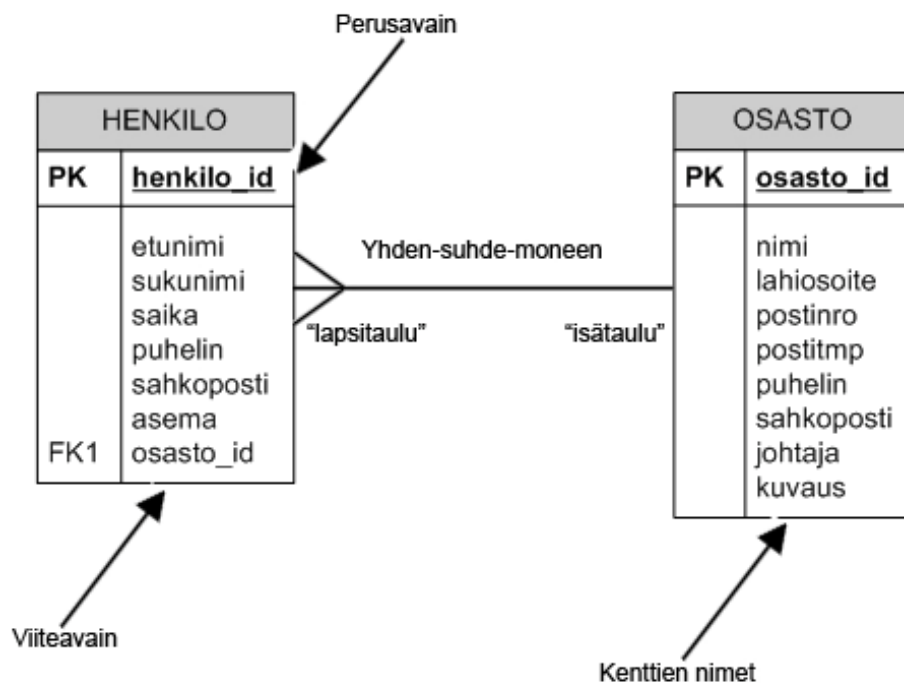 Perusavain
HENKILO
PK henkilo_id
etunimi
sukunimi
saika
puhelin
sahkoposti
asema
FK1 osasto_id
Yhden-suhde-moneen
"lapsitaulu"
"isätaulu"
OSASTO
PK osasto_id
nimi
lahiosoite
postinro
postitmp
puhelin
sahkoposti
johtaja
kuvaus
Viiteavain
Kenttien nimet